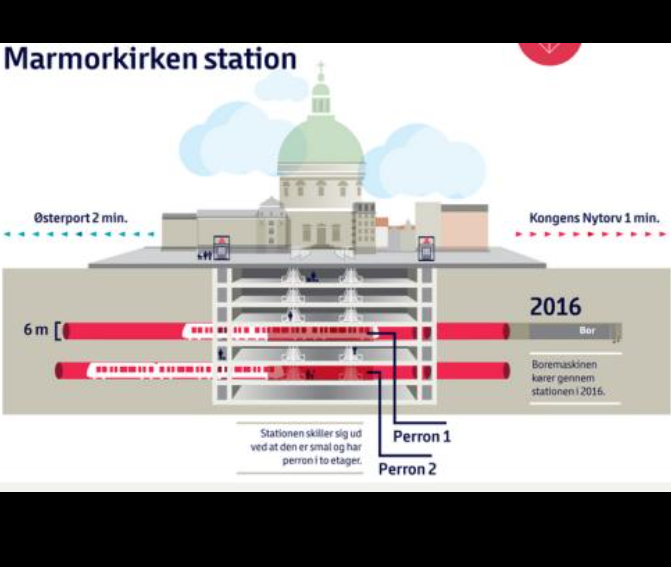 Marmorkirken station
Østerport 2 min.
Kongens Nytorv 1 min.
6 m
2016
Bor
Boremaskinen
kører gennem
stationen i 2016.
Stationen skiller sig ud
ved at den er smal og har
perron i to etager.
Perron 1
Perron 2